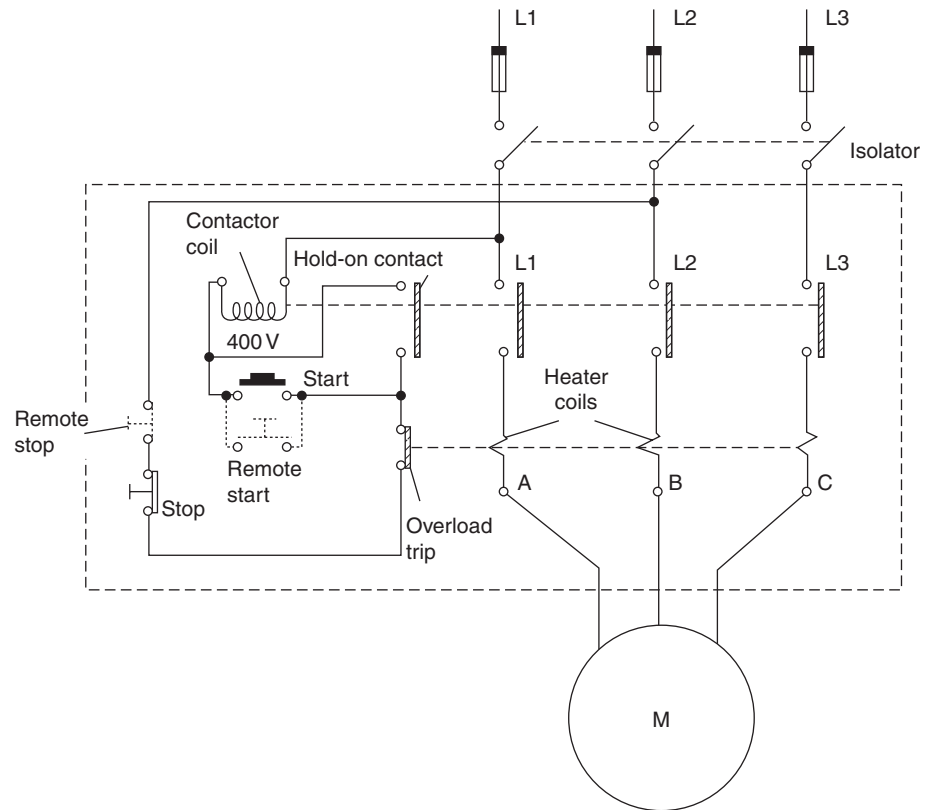 L1
L2
L3
Isolator
Contactor
coil
Hold-on contact
L1
L2
L3
400 V
Start
Heater
coils
Remote
stop
Remote
start
Stop
A
B
C
Overload
trip
M